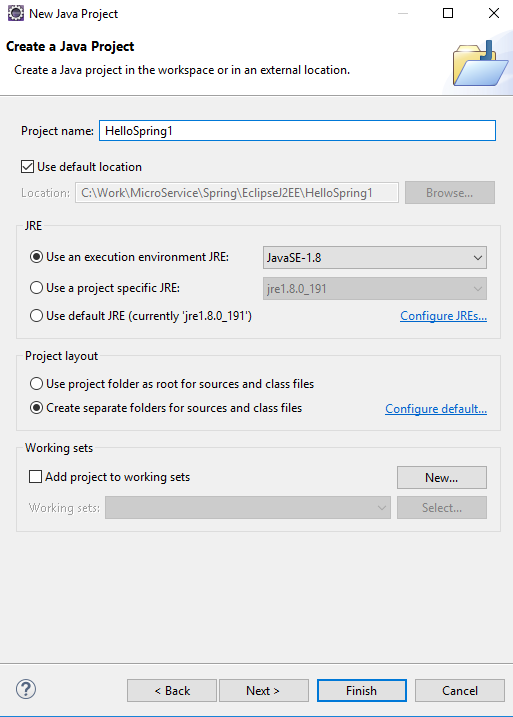 New Java Project
Create a Java Project
Create a Java project in the workspace or in an external location.
Project name: HelloSpring1
Use default location
Location: C:\Work\MicroService\Spring\EclipseJ2EE\HelloSpring1 Browse...
JRE
Use an execution environment JRE: JavaSE-1.8
Use a project specific JRE: jre1.8.0_191
Use default JRE (currently 'jre1.8.0_191') Configure JREs...
Project layout
Use project folder as root for sources and class files
Create separate folders for sources and class files Configure default...
Working sets
Add project to working sets New...
Working sets: Select...
? < Back Next > Finish Cancel